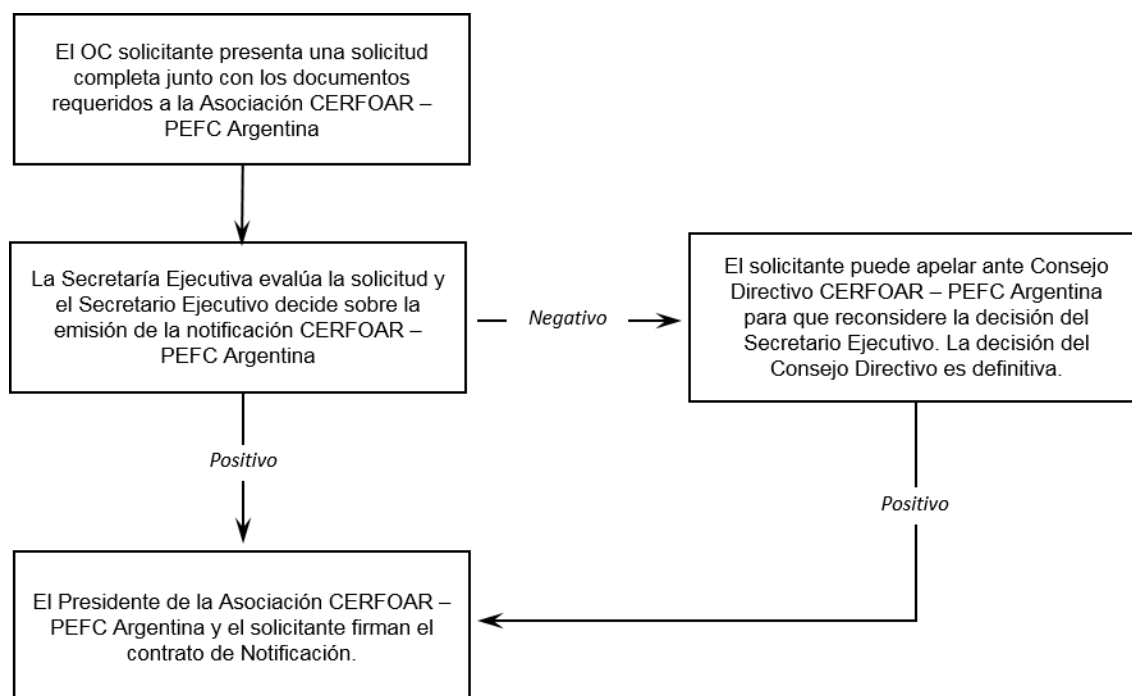 El OC solicitante presenta una solicitud
completa junto con los documentos
requeridos a la Asociación CERFOAR –
PEFC Argentina
La Secretaría Ejecutiva evalúa la solicitud y
el Secretario Ejecutivo decide sobre la
emisión de la notificación CERFOAR –
PEFC Argentina
Negativo
El solicitante puede apelar ante Consejo
Directivo CERFOAR – PEFC Argentina
para que reconsidere la decisión del
Secretario Ejecutivo. La decisión del
Consejo Directivo es definitiva.
Positivo
Positivo
El Presidente de la Asociación CERFOAR –
PEFC Argentina y el solicitante firman el
contrato de Notificación.